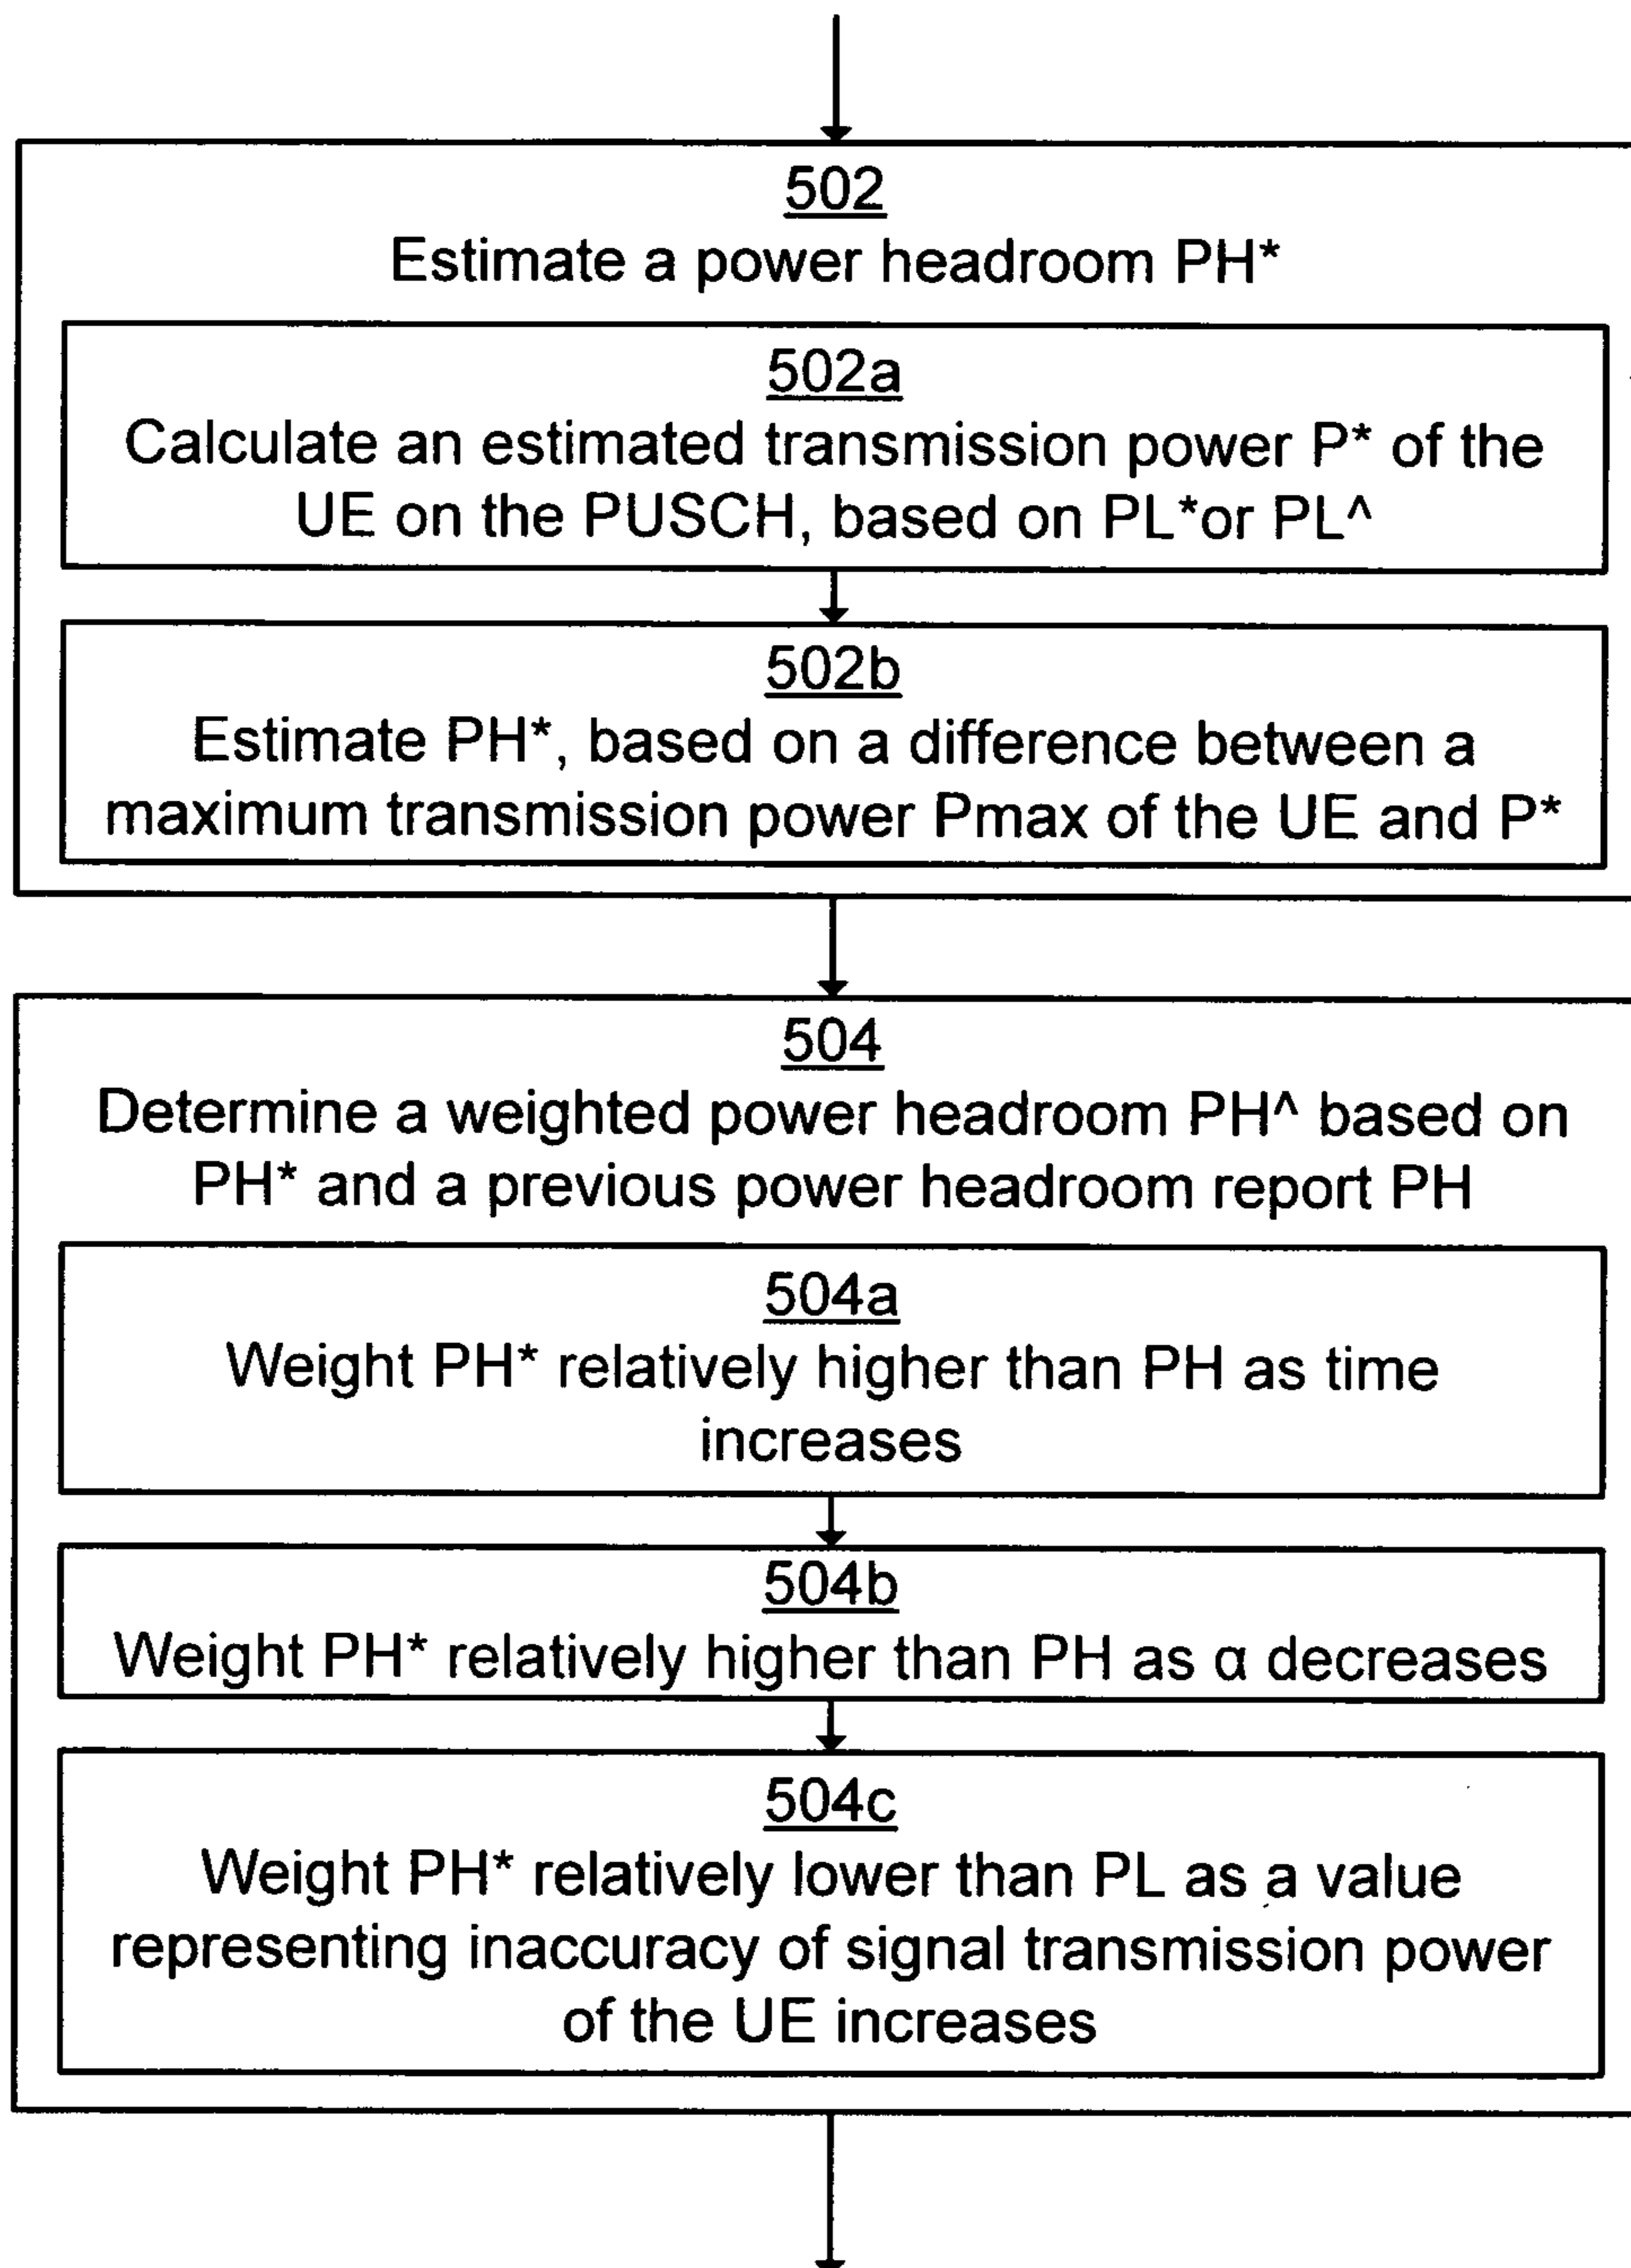 502
Estimate a power headroom PH*
502a
Calculate an estimated transmission power P* of the
UE on the PUSCH, based on PL*or PL^
502b
Estimate PH*, based on a difference between a
maximum transmission power Pmax of the UE and P*
504
Determine a weighted power headroom PH^ based on
PH* and a previous power headroom report PH
504a
Weight PH* relatively higher than PH as time
increases
504b
Weight PH* relatively higher than PH as α decreases
504c
Weight PH* relatively lower than PL as a value
representing inaccuracy of signal transmission power
of the UE increases